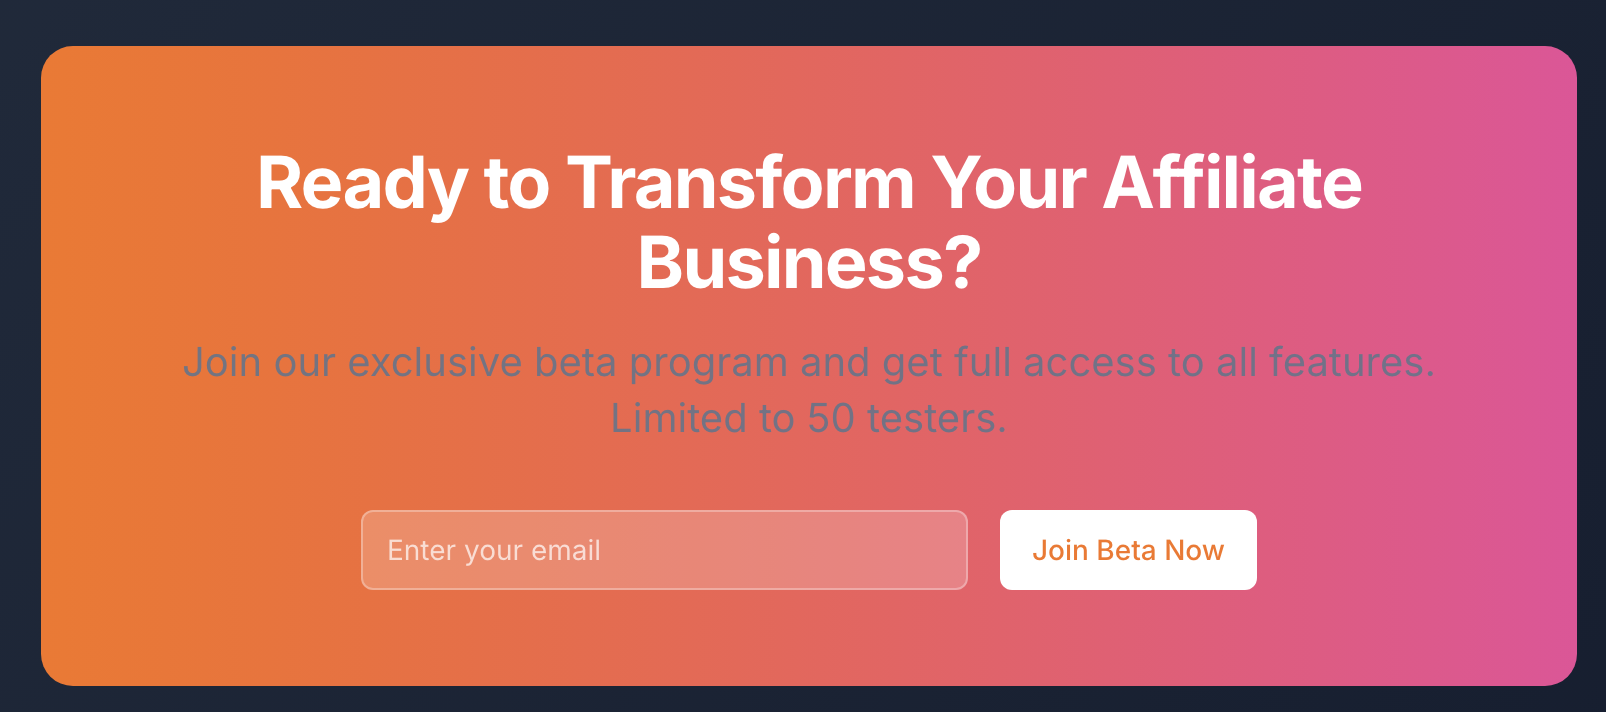 Ready to Transform Your Affiliate
Business?
Join our exclusive beta program and get full access to all features.
Limited to 50 testers.
Enter your email
Join Beta Now